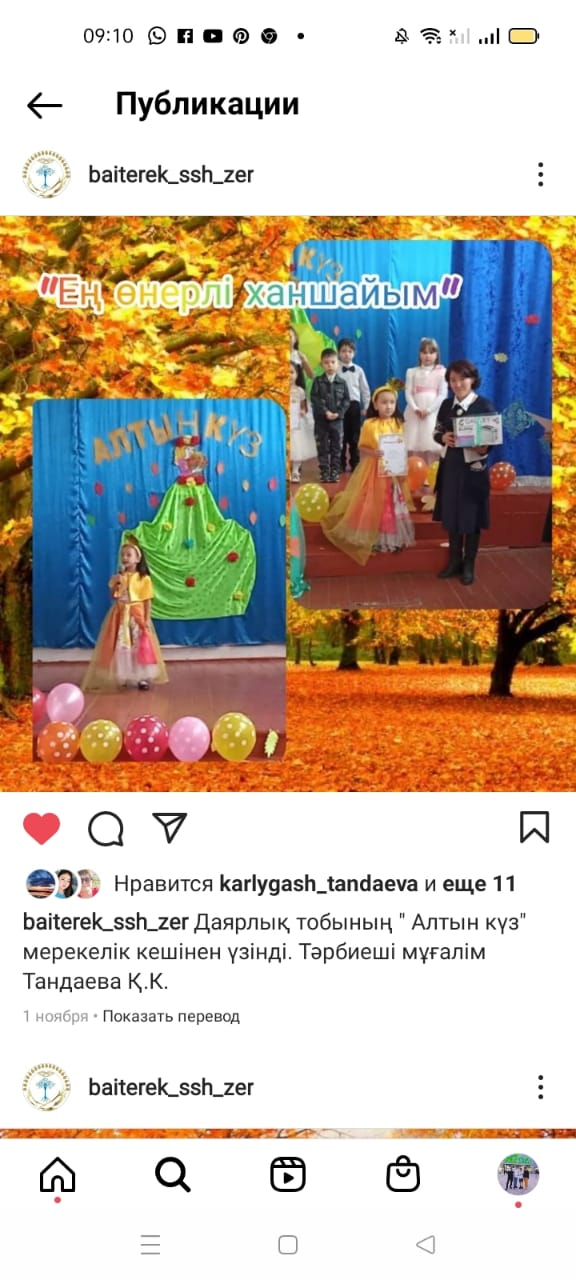 09:10
Публикации
baiterek_ssh_zer
"Ең өнерлі ханшайым"
КҮЗ
АЛТЫН КҮЗ
Нравится karlygash_tandaeva и еще 11
baiterek_ssh_zer Даярлық тобының " Алтын күз"
мерекелік кешінен үзінді. Тәрбиеші мұғалім
Тандаева Қ.К.
1 ноября • Показать перевод
baiterek_ssh_zer